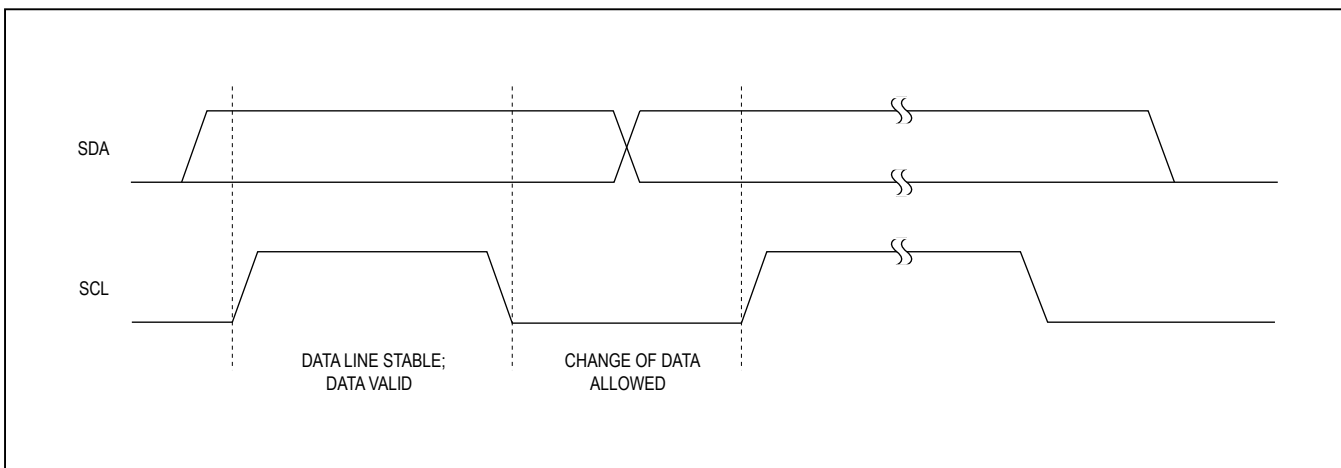 SDA
SCL
DATA LINE STABLE;
DATA VALID
CHANGE OF DATA
ALLOWED